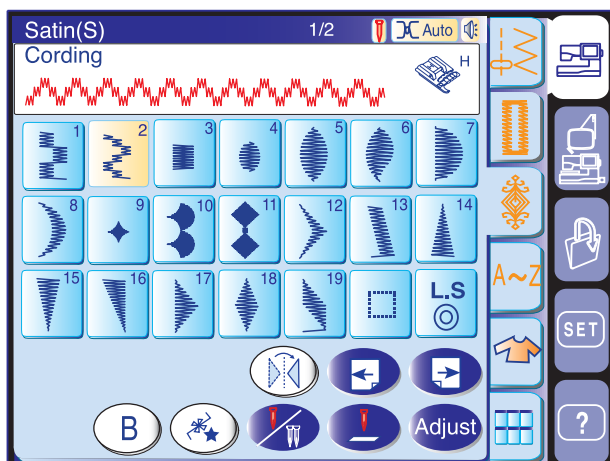 Satin(S) 1/2 Auto
Cording H
1 2 3 4 5 6 7
8 9 10 11 12 13 14
A~Z
15 16 17 18 19 L.S
SET
B Adjust ?